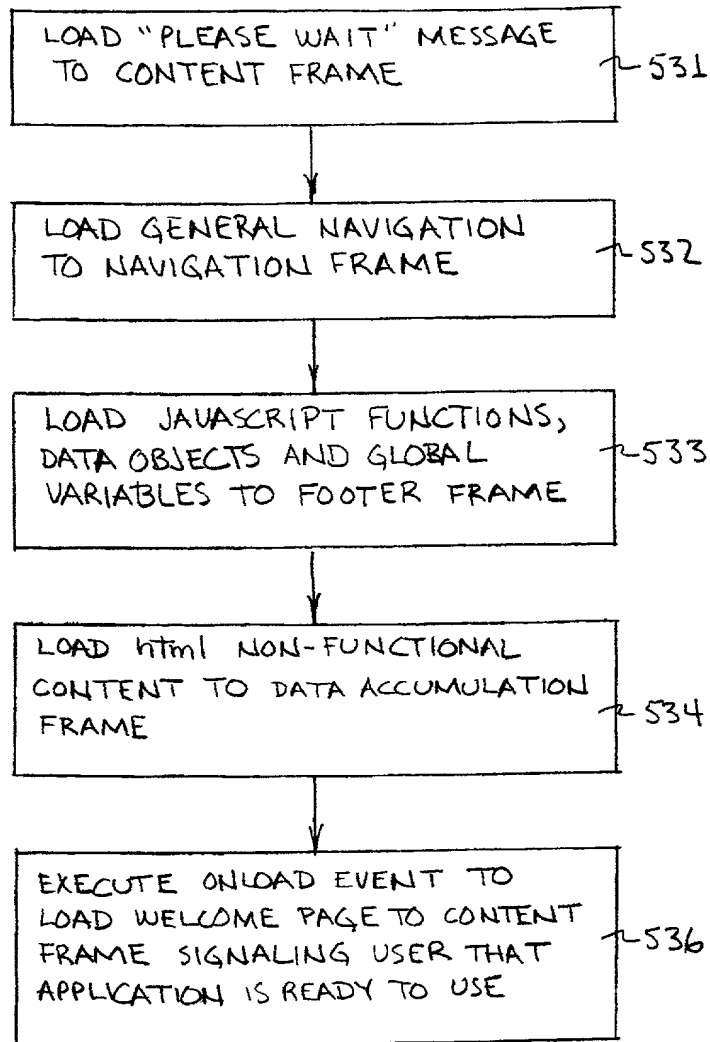 LOAD "PLEASE WAIT" MESSAGE
TO CONTENT FRAME
531
LOAD GENERAL NAVIGATION
TO NAVIGATION FRAME
532
LOAD JAVASCRIPT FUNCTIONS,
DATA OBJECTS AND GLOBAL
VARIABLES TO FOOTER FRAME
533
LOAD html NON-FUNCTIONAL
CONTENT TO DATA ACCUMULATION
FRAME
534
EXECUTE ONLOAD EVENT TO
LOAD WELCOME PAGE TO CONTENT
FRAME SIGNALING USER THAT
APPLICATION IS READY TO USE
536